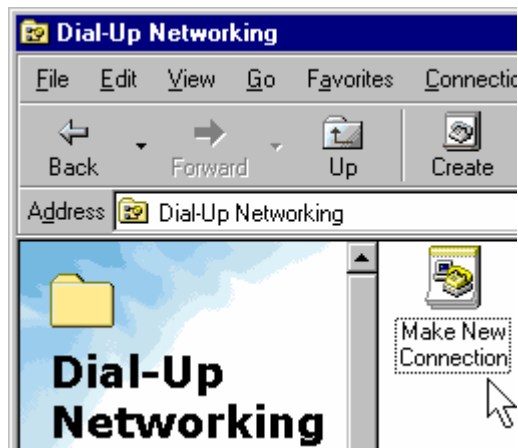 Dial-Up Networking
File Edit View Go Favorites Connectio
Back Forward Up Create
Address Dial-Up Networking
Make New
Connection
Dial-Up
Networking